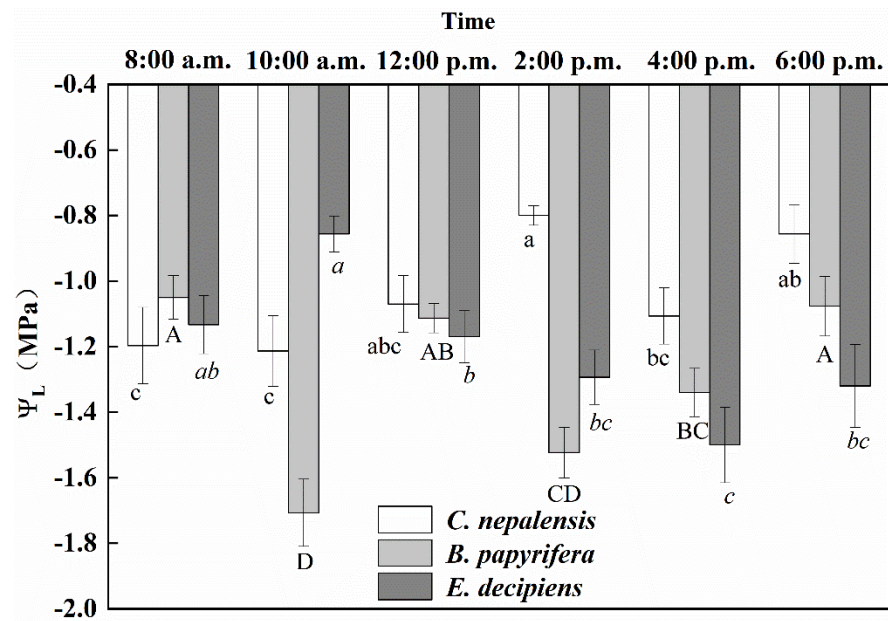 Time
8:00 a.m. 10:00 a.m. 12:00 p.m. 2:00 p.m. 4:00 p.m. 6:00 p.m.
-0.4
-0.6
-0.8
-1.0
-1.2
-1.4
-1.6
-1.8
-2.0
ΨL（MPa）
c A ab
c D a
abc AB b
a CD bc
bc BC c
ab A bc
C. nepalensis
B. papyrifera
E. decipiens